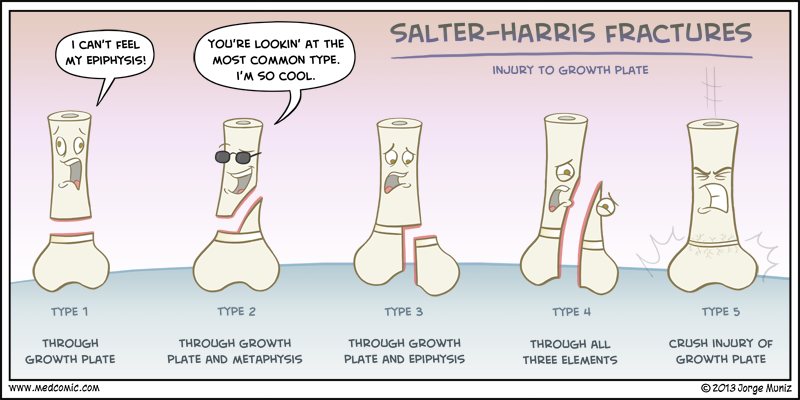 SALTER-HARRIS FRACTURES
INJURY TO GROWTH PLATE
I CAN'T FEEL
MY EPIPHYSIS!
YOU'RE LOOKIN' AT THE
MOST COMMON TYPE.
I'M SO COOL.
TYPE 1
THROUGH
GROWTH PLATE
TYPE 2
THROUGH GROWTH
PLATE AND METAPHYSIS
TYPE 3
THROUGH GROWTH
PLATE AND EPIPHYSIS
TYPE 4
THROUGH ALL
THREE ELEMENTS
TYPE 5
CRUSH INJURY OF
GROWTH PLATE
www.medcomic.com
© 2013 Jorge Muniz